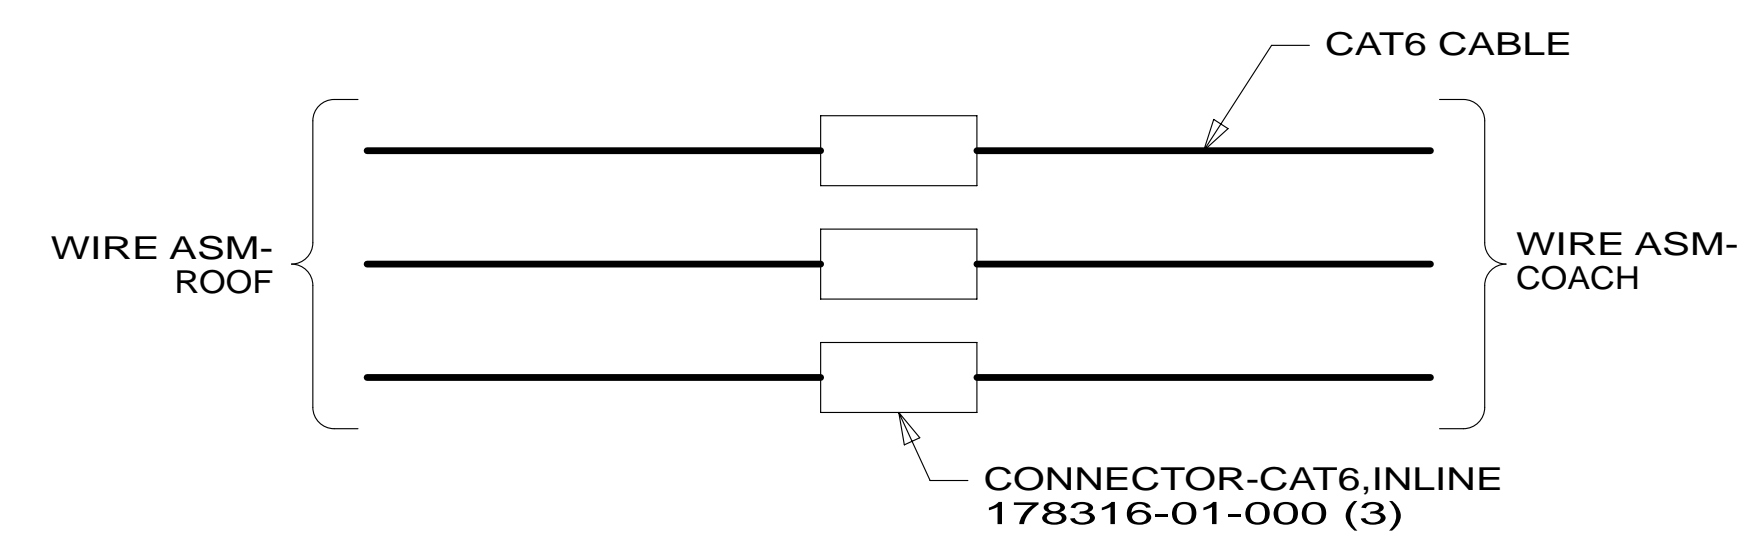 CAT6 CABLE
WIRE ASM-
ROOF
WIRE ASM-
COACH
CONNECTOR-CAT6,INLINE
178316-01-000 (3)